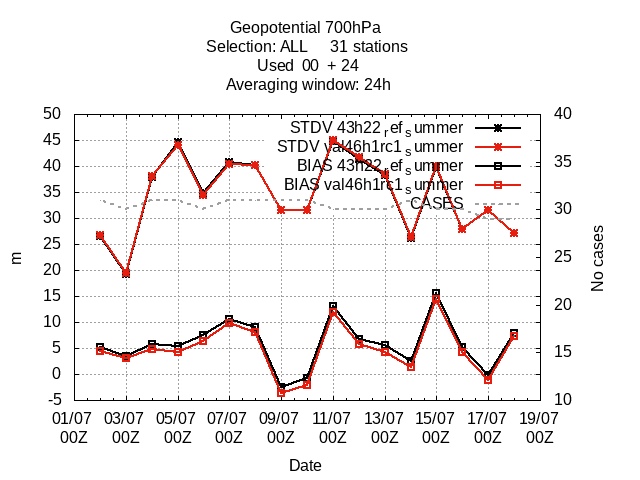 Geopotential 700hPa
Selection: ALL 31 stations
Used 00 + 24
Averaging window: 24h
50 40
45
40 35
35
30 30
25 25
20 20
15
10
5 15
0
-5 10
m
No cases
STDV 43h22_ref_summer
STDV val46h1rc1_summer
BIAS 43h22_ref_summer
BIAS val46h1rc1_summer
CASES
01/07 03/07 05/07 07/07 09/07 11/07 13/07 15/07 17/07 19/07
00Z 00Z 00Z 00Z 00Z 00Z 00Z 00Z 00Z 00Z
Date